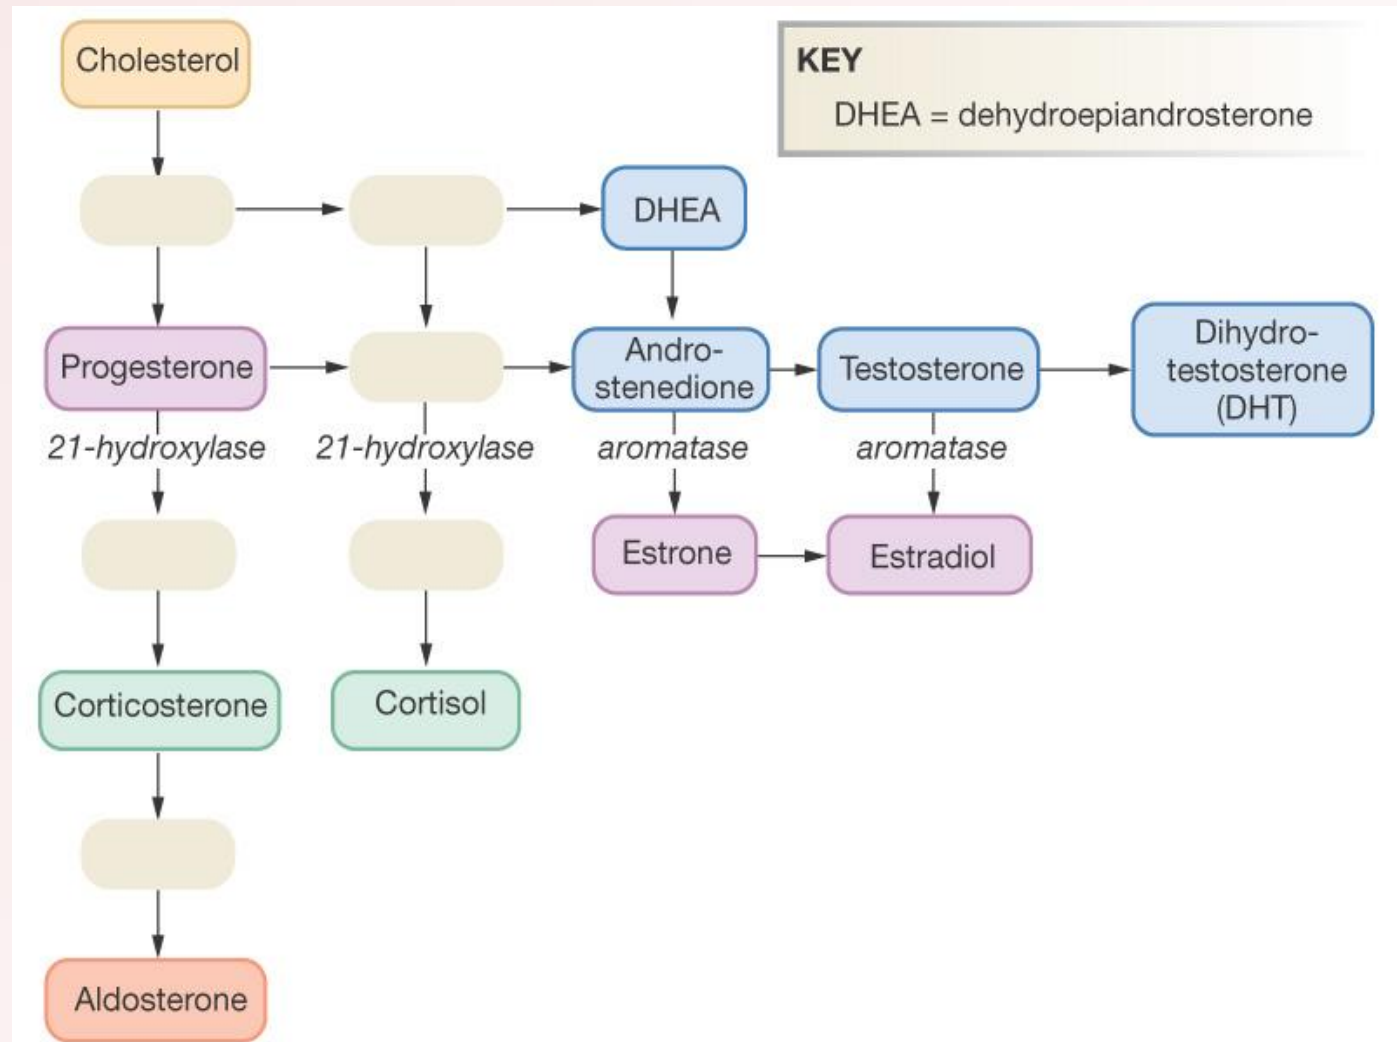 Cholesterol
KEY
DHEA = dehydroepiandrosterone
DHEA
Progesterone
Andro-
stenedione
Testosterone
Dihydro-
testosterone
(DHT)
21-hydroxylase
21-hydroxylase
aromatase
aromatase
Estrone
Estradiol
Corticosterone
Cortisol
Aldosterone